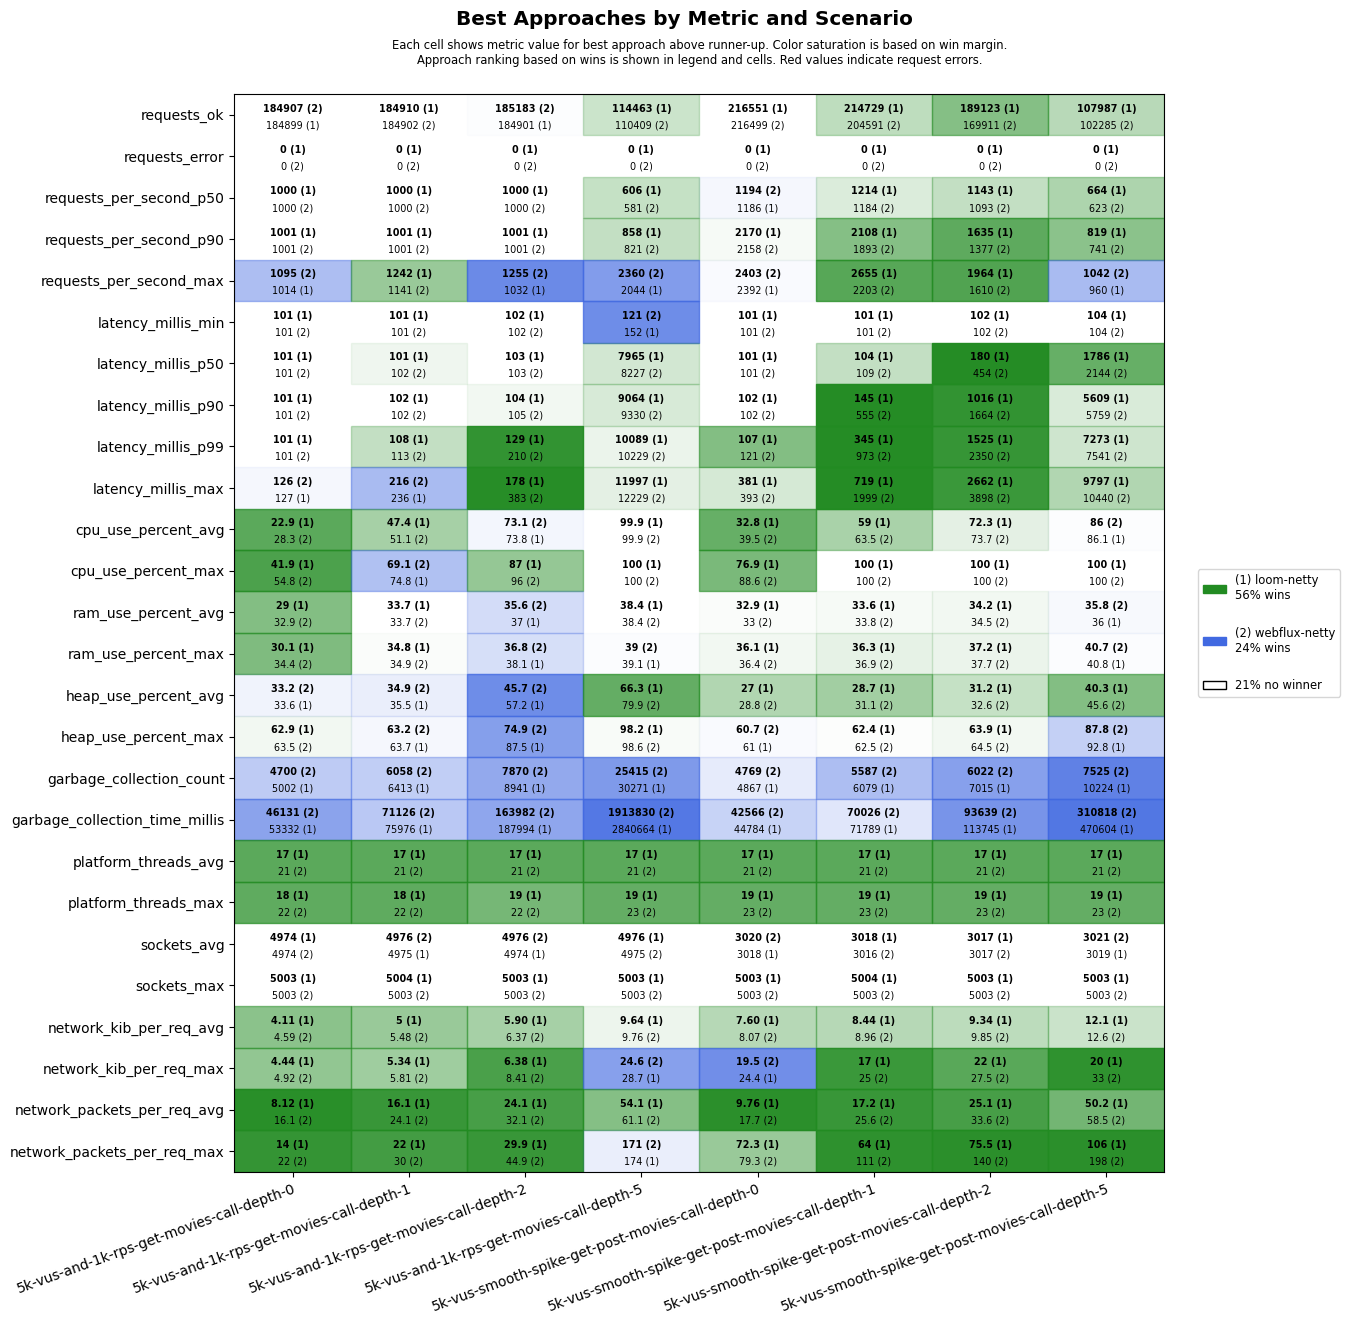 Best Approaches by Metric and Scenario
Each cell shows metric value for best approach above runner-up. Color saturation is based on win margin.
Approach ranking based on wins is shown in legend and cells. Red values indicate request errors.
requests_ok
184907 (2) 184910 (1) 185183 (2) 114463 (1) 216551 (1) 214729 (1) 189123 (1) 107987 (1)
184899 (1) 184902 (2) 184901 (1) 110409 (2) 216499 (2) 204591 (2) 169911 (2) 102285 (2)
requests_error
0 (1) 0 (1) 0 (1) 0 (1) 0 (1) 0 (1) 0 (1) 0 (1)
0 (2) 0 (2) 0 (2) 0 (2) 0 (2) 0 (2) 0 (2) 0 (2)
requests_per_second_p50
1000 (1) 1000 (1) 1000 (1) 606 (1) 1194 (2) 1214 (1) 1143 (1) 664 (1)
1000 (2) 1000 (2) 1000 (2) 581 (2) 1186 (1) 1184 (2) 1093 (2) 623 (2)
requests_per_second_p90
1001 (1) 1001 (1) 1001 (1) 858 (1) 2170 (1) 2108 (1) 1635 (1) 819 (1)
1001 (2) 1001 (2) 1001 (2) 821 (2) 2158 (2) 1893 (2) 1377 (2) 741 (2)
requests_per_second_max
1095 (2) 1242 (1) 1255 (2) 2360 (2) 2403 (2) 2655 (1) 1964 (1) 1042 (2)
1014 (1) 1141 (2) 1032 (1) 2044 (1) 2392 (1) 2203 (2) 1610 (2) 960 (1)
latency_millis_min
101 (1) 101 (1) 102 (1) 121 (2) 101 (1) 101 (1) 102 (1) 104 (1)
101 (2) 101 (2) 102 (2) 152 (1) 101 (2) 101 (2) 102 (2) 104 (2)
latency_millis_p50
101 (1) 101 (1) 103 (1) 7965 (1) 101 (1) 104 (1) 180 (1) 1786 (1)
101 (2) 102 (2) 103 (2) 8227 (2) 101 (2) 109 (2) 454 (2) 2144 (2)
latency_millis_p90
101 (1) 102 (1) 104 (1) 9064 (1) 102 (1) 145 (1) 1016 (1) 5609 (1)
101 (2) 102 (2) 105 (2) 9330 (2) 102 (2) 555 (2) 1664 (2) 5759 (2)
latency_millis_p99
101 (1) 108 (1) 129 (1) 10089 (1) 107 (1) 345 (1) 1525 (1) 7273 (1)
101 (2) 113 (2) 210 (2) 10229 (2) 121 (2) 973 (2) 2350 (2) 7541 (2)
latency_millis_max
126 (2) 216 (2) 178 (1) 11997 (1) 381 (1) 719 (1) 2662 (1) 9797 (1)
127 (1) 236 (1) 383 (2) 12229 (2) 393 (2) 1999 (2) 3898 (2) 10440 (2)
cpu_use_percent_avg
22.9 (1) 47.4 (1) 73.1 (2) 99.9 (1) 32.8 (1) 59 (1) 72.3 (1) 86 (2)
28.3 (2) 51.1 (2) 73.8 (1) 99.9 (2) 39.5 (2) 63.5 (2) 73.7 (2) 86.1 (1)
cpu_use_percent_max
41.9 (1) 69.1 (2) 87 (1) 100 (1) 76.9 (1) 100 (1) 100 (1) 100 (1)
54.8 (2) 74.8 (1) 96 (2) 100 (2) 88.6 (2) 100 (2) 100 (2) 100 (2)
ram_use_percent_avg
29 (1) 33.7 (1) 35.6 (2) 38.4 (1) 32.9 (1) 33.6 (1) 34.2 (1) 35.8 (2)
32.9 (2) 33.7 (2) 37 (1) 38.4 (2) 33 (2) 33.8 (2) 34.5 (2) 36 (1)
ram_use_percent_max
30.1 (1) 34.8 (1) 36.8 (2) 39 (2) 36.1 (1) 36.3 (1) 37.2 (1) 40.7 (2)
34.4 (2) 34.9 (2) 38.1 (1) 39.1 (1) 36.4 (2) 36.9 (2) 37.7 (2) 40.8 (1)
heap_use_percent_avg
33.2 (2) 34.9 (2) 45.7 (2) 66.3 (1) 27 (1) 28.7 (1) 31.2 (1) 40.3 (1)
33.6 (1) 35.5 (1) 57.2 (1) 79.9 (2) 28.8 (2) 31.1 (2) 32.6 (2) 45.6 (2)
heap_use_percent_max
62.9 (1) 63.2 (2) 74.9 (2) 98.2 (1) 60.7 (2) 62.4 (1) 63.9 (1) 87.8 (2)
63.5 (2) 63.7 (1) 87.5 (1) 98.6 (2) 61 (1) 62.5 (2) 64.5 (2) 92.8 (1)
garbage_collection_count
4700 (2) 6058 (2) 7870 (2) 25415 (2) 4769 (2) 5587 (2) 6022 (2) 7525 (2)
5002 (1) 6413 (1) 8941 (1) 30271 (1) 4867 (1) 6079 (1) 7015 (1) 10224 (1)
garbage_collection_time_millis
46131 (2) 71126 (2) 163982 (2) 1913830 (2) 42566 (2) 70026 (2) 93639 (2) 310818 (2)
53332 (1) 75976 (1) 187994 (1) 2840664 (1) 44784 (1) 71789 (1) 113745 (1) 470604 (1)
platform_threads_avg
17 (1) 17 (1) 17 (1) 17 (1) 17 (1) 17 (1) 17 (1) 17 (1)
21 (2) 21 (2) 21 (2) 21 (2) 21 (2) 21 (2) 21 (2) 21 (2)
platform_threads_max
18 (1) 18 (1) 19 (1) 19 (1) 19 (1) 19 (1) 19 (1) 19 (1)
22 (2) 22 (2) 22 (2) 23 (2) 23 (2) 23 (2) 23 (2) 23 (2)
sockets_avg
4974 (1) 4976 (2) 4976 (2) 4976 (1) 3020 (2) 3018 (1) 3017 (1) 3021 (2)
4974 (2) 4975 (1) 4974 (1) 4975 (2) 3018 (1) 3016 (2) 3017 (2) 3019 (1)
sockets_max
5003 (1) 5004 (1) 5003 (1) 5003 (1) 5003 (1) 5004 (1) 5003 (1) 5003 (1)
5003 (2) 5003 (2) 5003 (2) 5003 (2) 5003 (2) 5003 (2) 5003 (2) 5003 (2)
network_kib_per_req_avg
4.11 (1) 5 (1) 5.90 (1) 9.64 (1) 7.60 (1) 8.44 (1) 9.34 (1) 12.1 (1)
4.59 (2) 5.48 (2) 6.37 (2) 9.76 (2) 8.07 (2) 8.96 (2) 9.85 (2) 12.6 (2)
network_kib_per_req_max
4.44 (1) 5.34 (1) 6.38 (1) 24.6 (2) 19.5 (2) 17 (1) 22 (1) 20 (1)
4.92 (2) 5.81 (2) 8.41 (2) 28.7 (1) 24.4 (1) 25 (2) 27.5 (2) 33 (2)
network_packets_per_req_avg
8.12 (1) 16.1 (1) 24.1 (1) 54.1 (1) 9.76 (1) 17.2 (1) 25.1 (1) 50.2 (1)
16.1 (2) 24.1 (2) 32.1 (2) 61.1 (2) 17.7 (2) 25.6 (2) 33.6 (2) 58.5 (2)
network_packets_per_req_max
14 (1) 22 (1) 29.9 (1) 171 (2) 72.3 (1) 64 (1) 75.5 (1) 106 (1)
22 (2) 30 (2) 44.9 (2) 174 (1) 79.3 (2) 111 (2) 140 (2) 198 (2)
5k-vus-and-1k-rps-get-movies-call-depth-0
5k-vus-and-1k-rps-get-movies-call-depth-1
5k-vus-and-1k-rps-get-movies-call-depth-2
5k-vus-and-1k-rps-get-movies-call-depth-5
5k-vus-smooth-spike-get-post-movies-call-depth-0
5k-vus-smooth-spike-get-post-movies-call-depth-1
5k-vus-smooth-spike-get-post-movies-call-depth-2
5k-vus-smooth-spike-get-post-movies-call-depth-5
(1) loom-netty
56% wins
(2) webflux-netty
24% wins
21% no winner